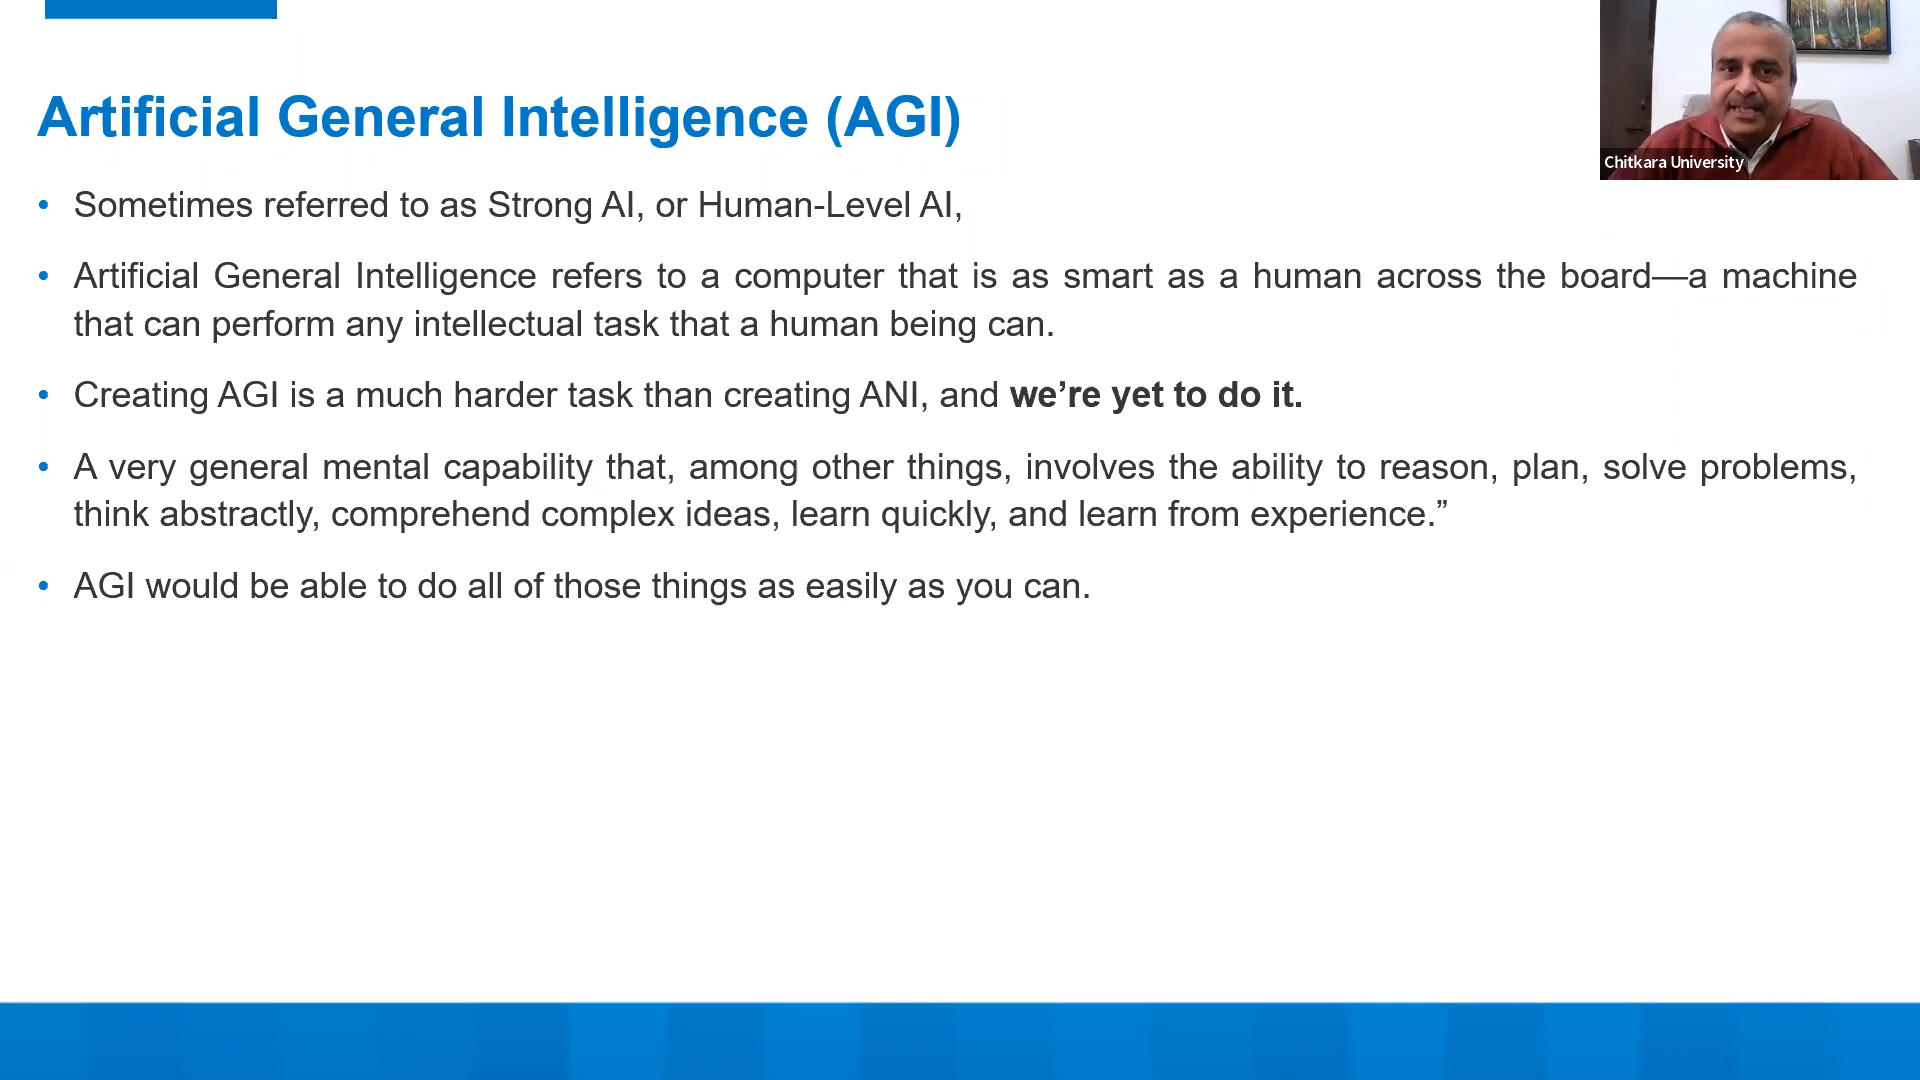 Artificial General Intelligence (AGI)
Chitkara University
• Sometimes referred to as Strong AI, or Human-Level AI,
• Artificial General Intelligence refers to a computer that is as smart as a human across the board—a machine
that can perform any intellectual task that a human being can.
• Creating AGI is a much harder task than creating ANI, and we’re yet to do it.
• A very general mental capability that, among other things, involves the ability to reason, plan, solve problems,
think abstractly, comprehend complex ideas, learn quickly, and learn from experience.”
• AGI would be able to do all of those things as easily as you can.